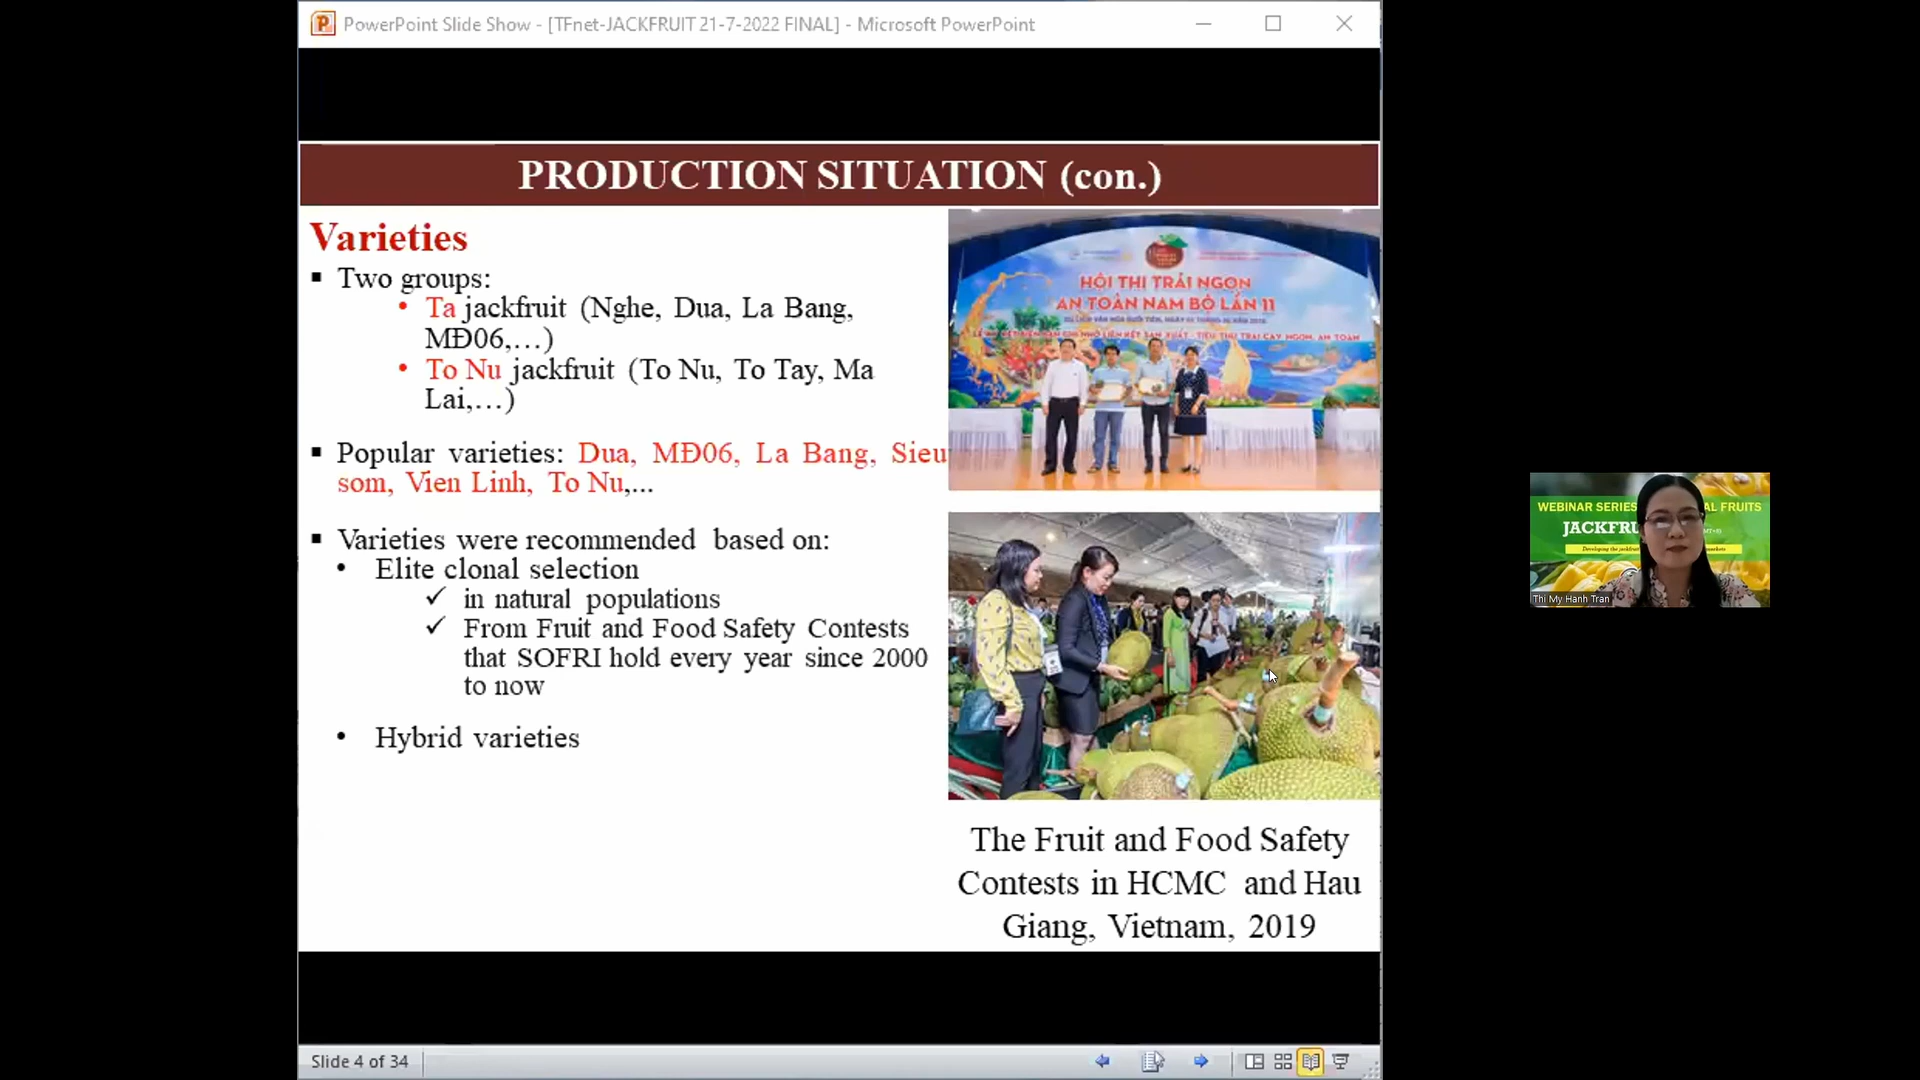 PowerPoint Slide Show - [TFnet-JACKFRUIT 21-7-2022 FINAL] - Microsoft PowerPoint
PRODUCTION SITUATION (con.)
Varieties
▪ Two groups:
• Ta jackfruit (Nghe, Dua, La Bang,
MĐ06,…)
• To Nu jackfruit (To Nu, To Tay, Ma
Lai,…)
▪ Popular varieties: Dua, MĐ06, La Bang, Sieu
som, Vien Linh, To Nu,...
▪ Varieties were recommended based on:
• Elite clonal selection
✓ in natural populations
✓ From Fruit and Food Safety Contests
that SOFRI hold every year since 2000
to now
• Hybrid varieties
HỘI THI TRÁI NGON
AN TOÀN NAM BỘ LẦN 11
The Fruit and Food Safety
Contests in HCMC and Hau
Giang, Vietnam, 2019
WEBINAR SERIES AL FRUITS
JACKFRU
Developing the jackfruit markets
Thi My Hanh Tran
Slide 4 of 34